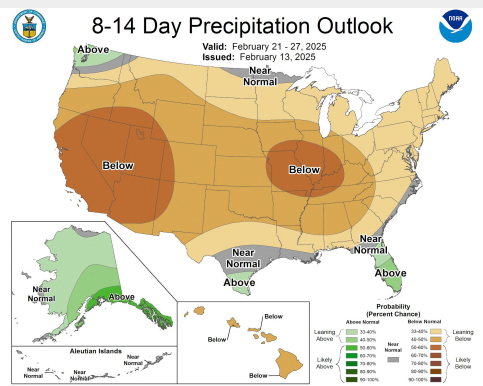 8-14 Day Precipitation Outlook
NOAA
Valid: February 21 - 27, 2025
Issued: February 13, 2025
Above
Near
Normal
Below
Below
Near
Normal
Above
Near
Normal
Above
Near
Normal
Above
Aleutian Islands
Near
Normal
Near
Normal
Near
Normal
Below
Below
Below
Probability
(Percent Chance)
Above Normal
Below Normal
Leaning
Above
33-40%
40-50%
50-60%
Likely
Above
60-70%
70-80%
80-90%
90-100%
Near
Normal
33-40%
40-50%
50-60%
Leaning
Below
60-70%
70-80%
80-90%
90-100%
Likely
Below